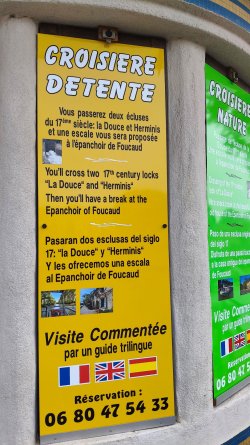 CROISIERE
DETENTE
Vous passerez deux écluses
du 17ème siècle: la Douce et Herminis
et une escale vous sera proposée
à l'épanchoir de Foucaud
You'll cross two 17th century locks
"La Douce" and "Herminis"
Then you'll have a break at the
Epanchoir of Foucaud
Pasaran dos esclusas del siglo
17: "la Douce" y "Herminis"
Y les ofrecemos una escala
al Epanchoir de Foucaud
Visite Commentée
par un guide trilingue
Réservation :
06 80 47 54 33
CROISIERE
NATURE
Visite
par un
Rés
06 80